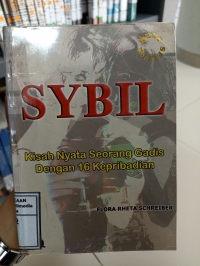 SYBIL
Kisah Nyata Seorang Gadis
Dengan 16 Kepribadian
FLORA RHETA SCHREIBER